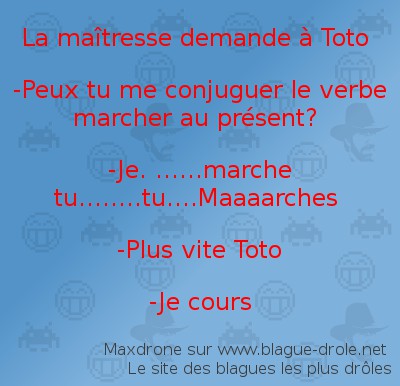 La maîtresse demande à Toto
-Peux tu me conjuguer le verbe
marcher au présent?
-Je. ......marche
tu........tu....Maaaarches
-Plus vite Toto
-Je cours
Maxdrone sur www.blague-drole.net
Le site des blagues les plus drôles